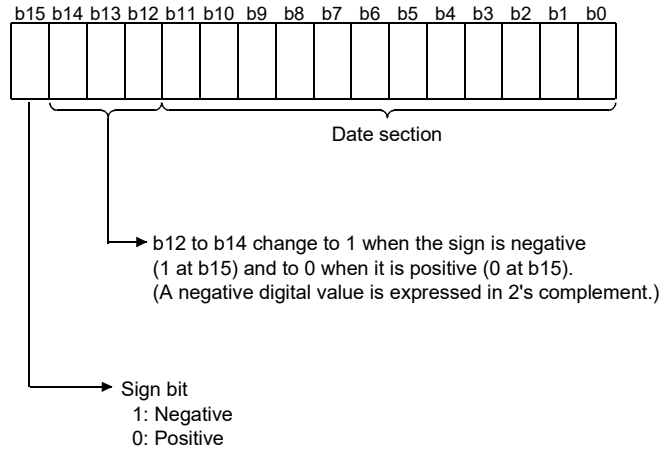 b15 b14 b13 b12 b11 b10 b9 b8 b7 b6 b5 b4 b3 b2 b1 b0
Date section
b12 to b14 change to 1 when the sign is negative
(1 at b15) and to 0 when it is positive (0 at b15).
(A negative digital value is expressed in 2's complement.)
Sign bit
1: Negative
0: Positive